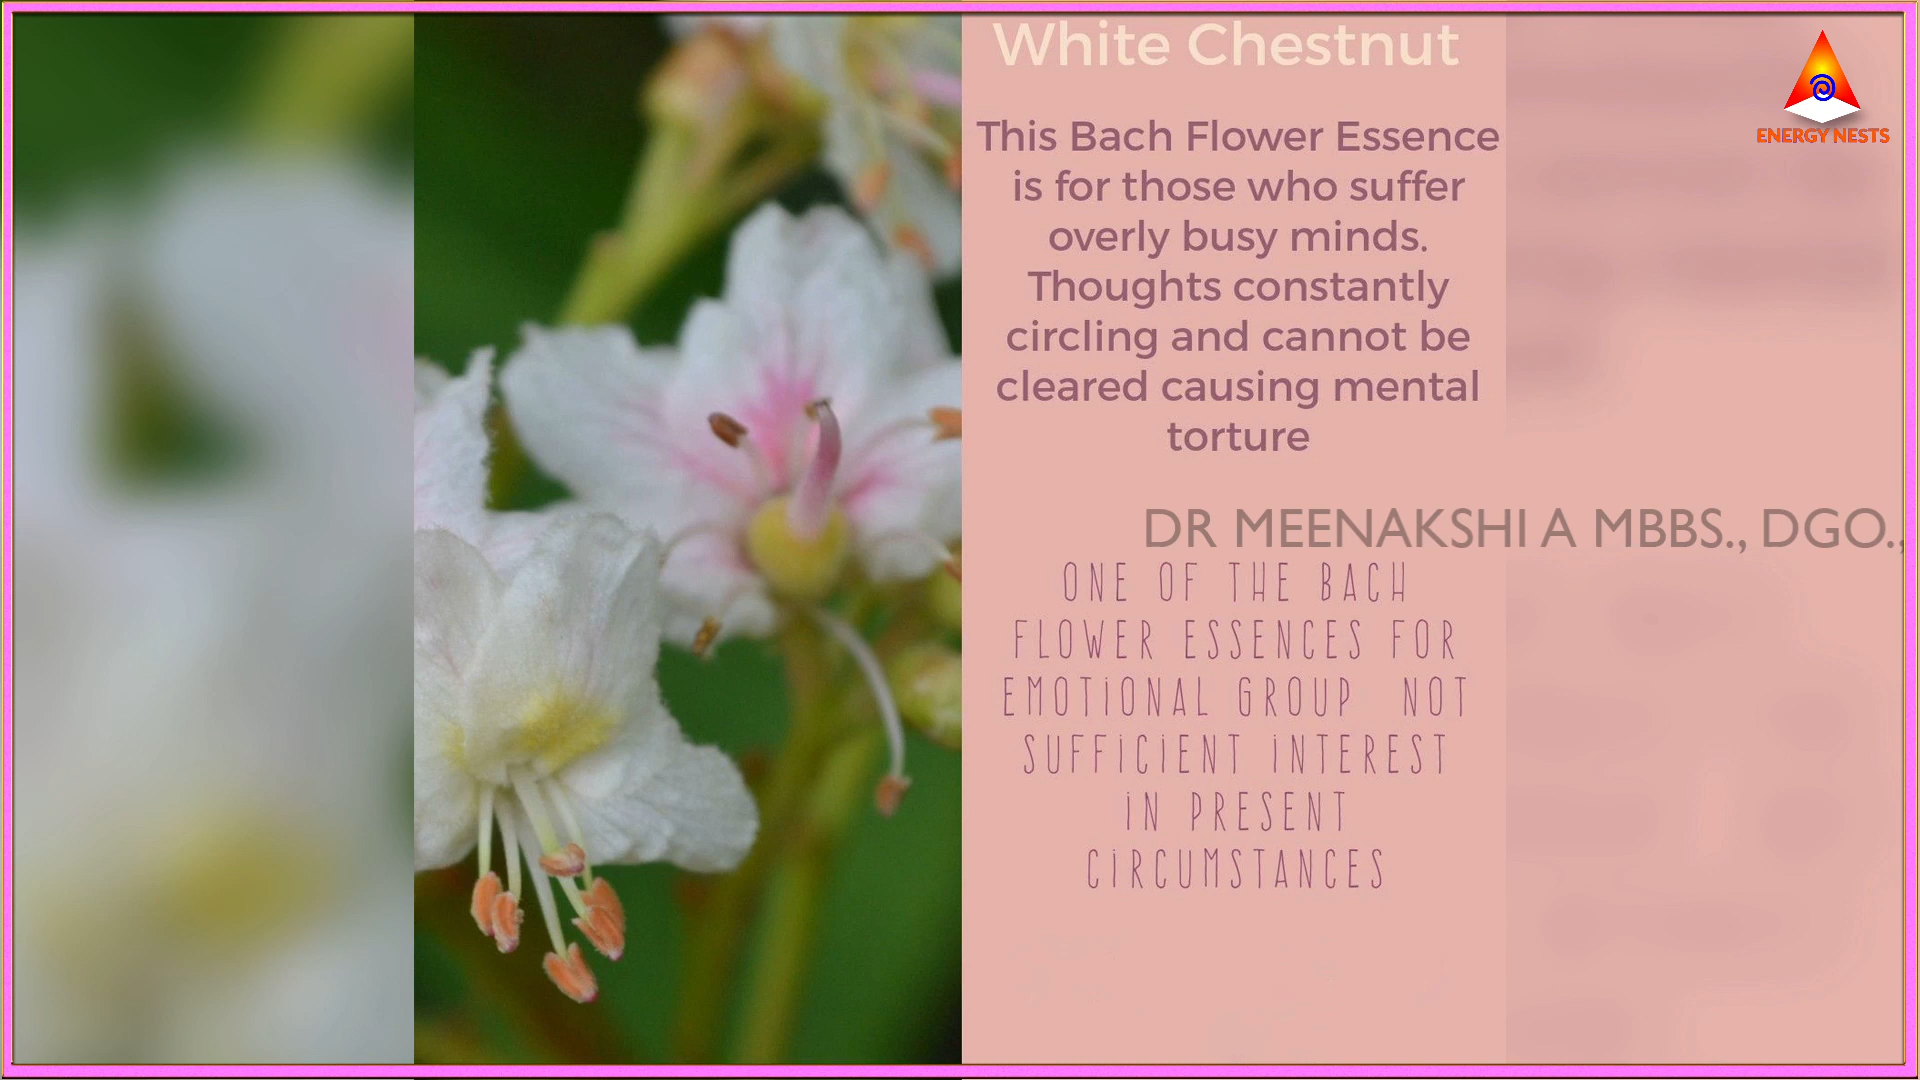 White Chestnut
This Bach Flower Essence
is for those who suffer
overly busy minds.
Thoughts constantly
circling and cannot be
cleared causing mental
torture
ENERGY NESTS
DR MEENAKSHI A MBBS., DGO.,
ONE OF THE BACH
FLOWER ESSENCES FOR
EMOTIONAL GROUP NOT
SUFFICIENT INTEREST
IN PRESENT
CIRCUMSTANCES